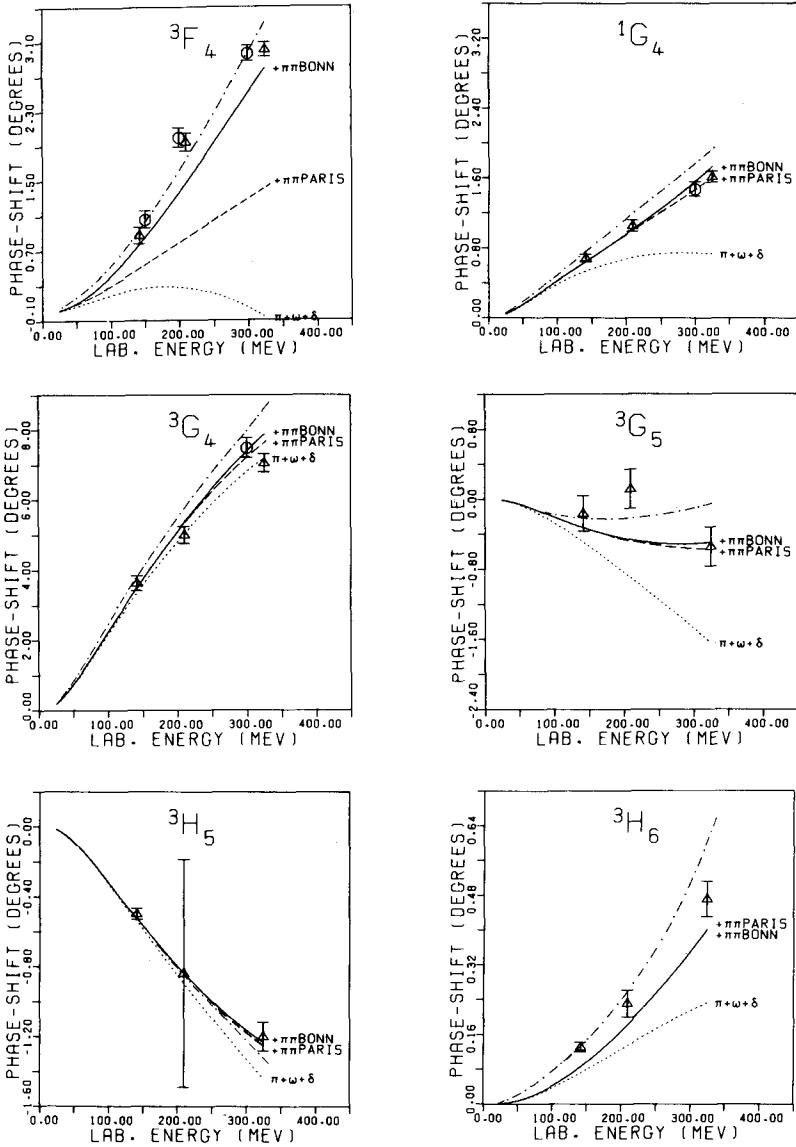 ³F₄
PHASE-SHIFT (DEGREES)
3.10
2.30
1.50
0.70
-0.10
+ππBONN
+ππPARIS
π+ω+δ
0.00 100.00 200.00 300.00 400.00
LAB. ENERGY (MEV)
¹G₄
PHASE-SHIFT (DEGREES)
3.20
2.40
1.60
0.80
0.00
+ππBONN
+ππPARIS
π+ω+δ
0.00 100.00 200.00 300.00 400.00
LAB. ENERGY (MEV)
³G₄
PHASE-SHIFT (DEGREES)
8.00
6.00
4.00
2.00
0.00
+ππBONN
+ππPARIS
π+ω+δ
0.00 100.00 200.00 300.00 400.00
LAB. ENERGY (MEV)
³G₅
PHASE-SHIFT (DEGREES)
0.80
0.00
-0.80
-1.60
-2.40
+ππBONN
+ππPARIS
π+ω+δ
0.00 100.00 200.00 300.00 400.00
LAB. ENERGY (MEV)
³H₅
PHASE-SHIFT (DEGREES)
0.00
-0.40
-0.80
-1.20
-1.60
+ππBONN
+ππPARIS
π+ω+δ
0.00 100.00 200.00 300.00 400.00
LAB. ENERGY (MEV)
³H₆
PHASE-SHIFT (DEGREES)
0.64
0.48
0.32
0.16
0.00
+ππPARIS
+ππBONN
π+ω+δ
0.00 100.00 200.00 300.00 400.00
LAB. ENERGY (MEV)